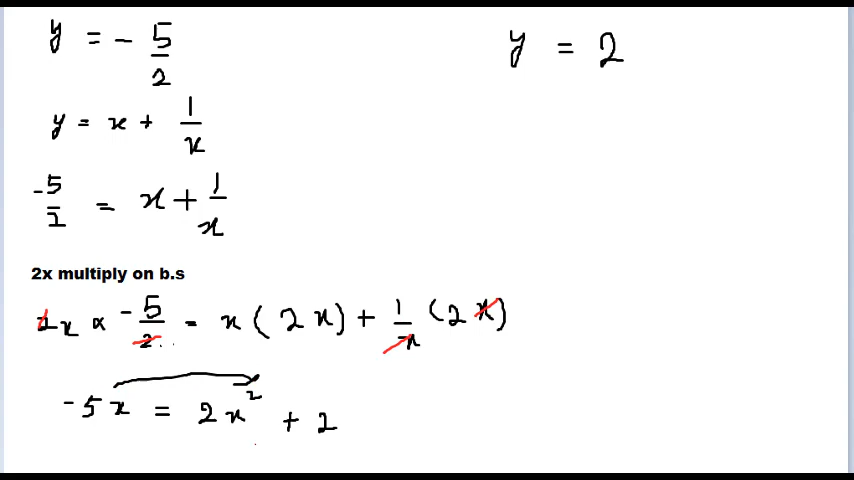 y = - 5/2
y = 2
y = x + 1/x
-5/2 = x + 1/x
2x multiply on b.s
2x × -5/2 = x(2x) + 1/x (2x)
-5x = 2x² + 2